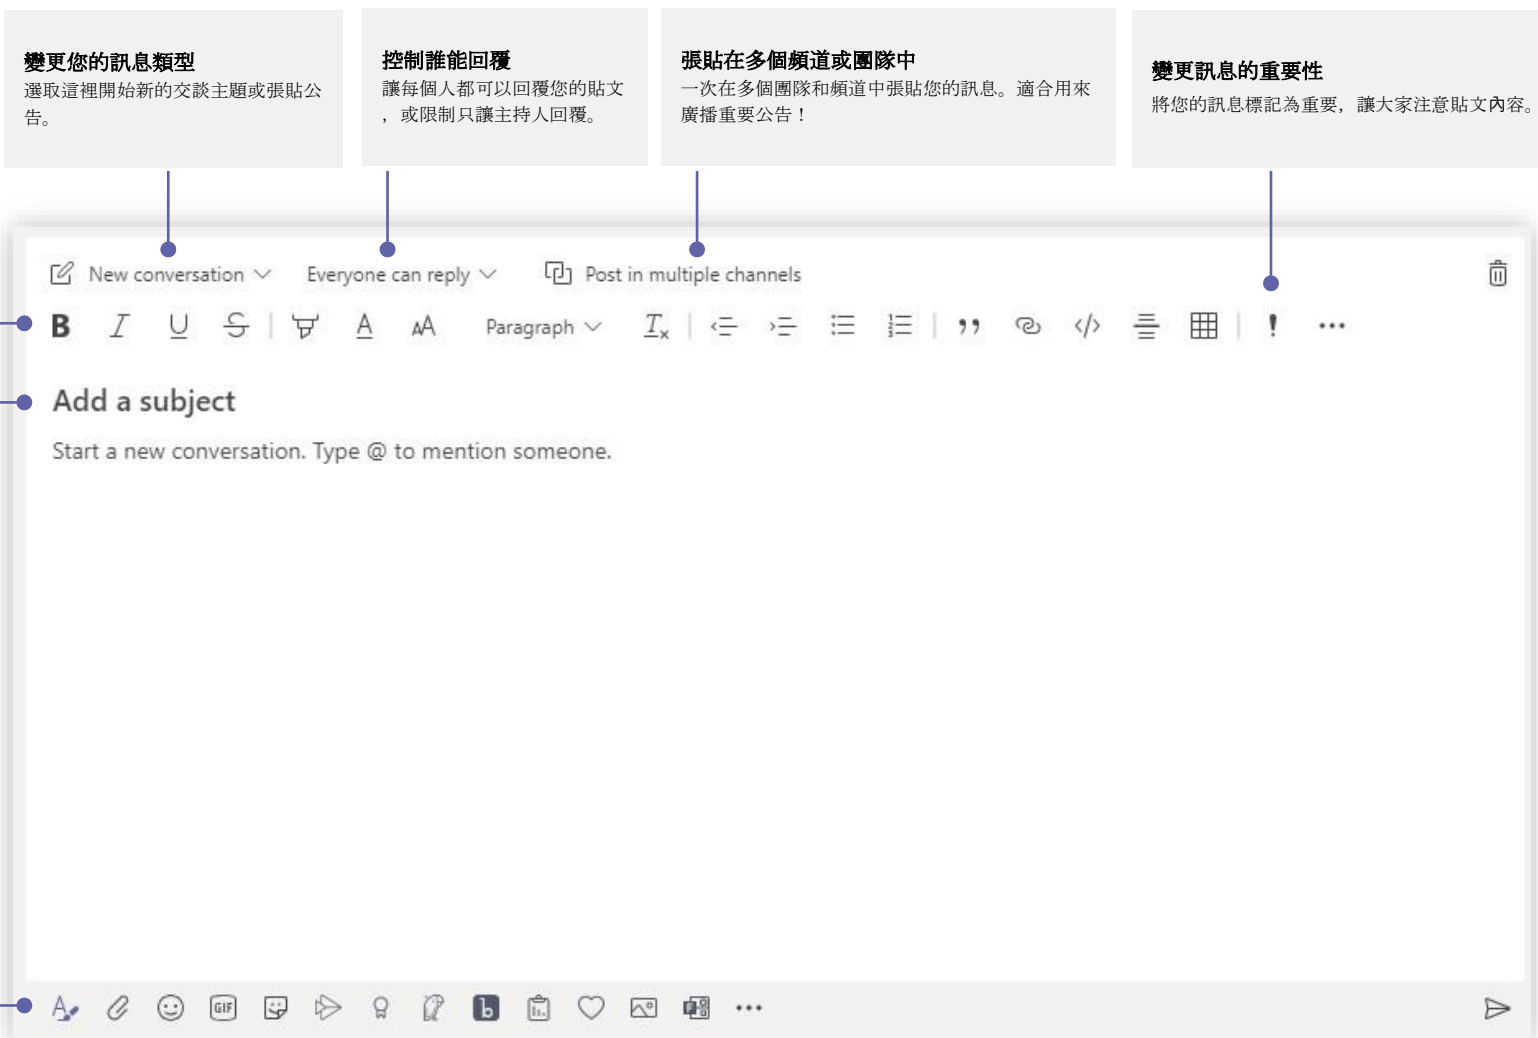 變更您的訊息類型
選取這裡開始新的交談主題或張貼公
告。
控制誰能回覆
讓每個人都可以回覆您的貼文
，或限制只讓主持人回覆。
張貼在多個頻道或團隊中
一次在多個團隊和頻道中張貼您的訊息。適合用來
廣播重要公告！
變更訊息的重要性
將您的訊息標記為重要，讓大家注意貼文內容。
New conversation
Everyone can reply
Post in multiple channels
Paragraph
Add a subject
Start a new conversation. Type @ to mention someone.
GIF